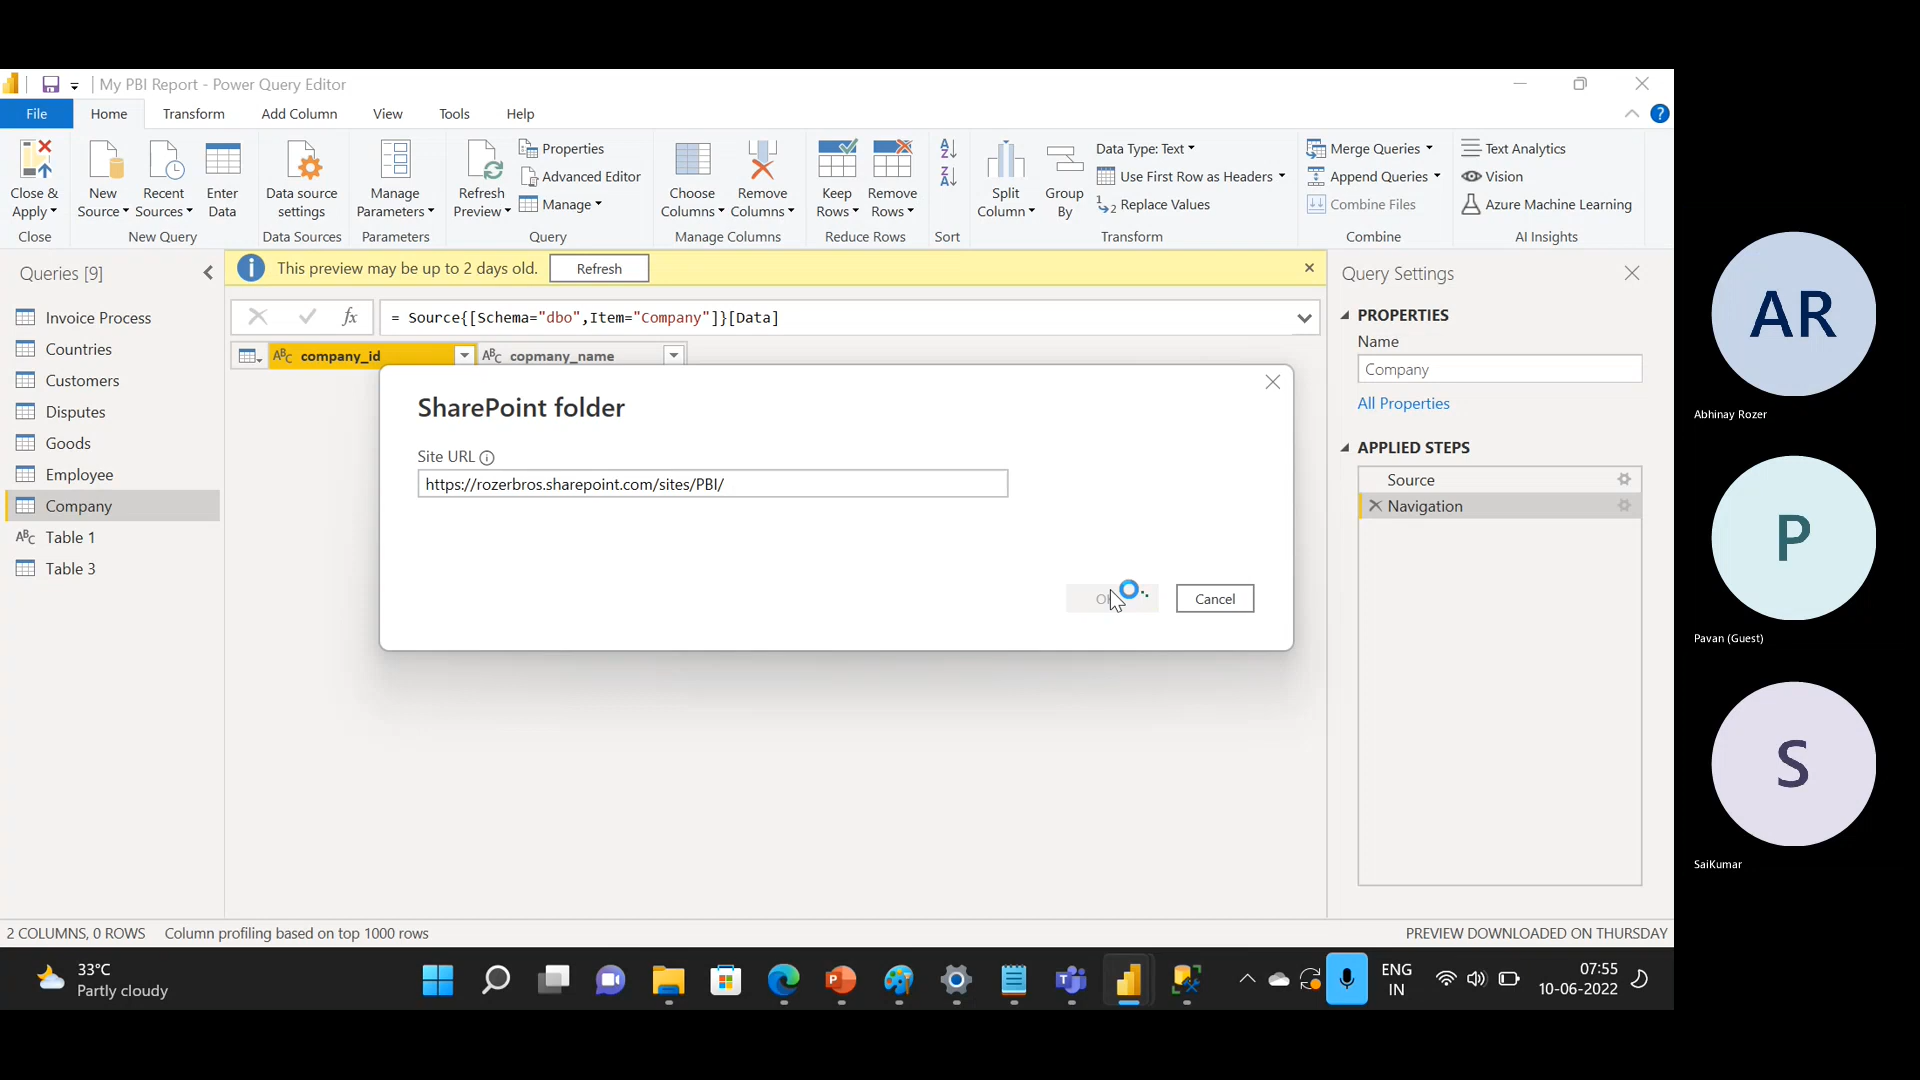 My PBI Report - Power Query Editor
File Home Transform Add Column View Tools Help
Close & Apply
New Source
Recent Sources
Enter Data
Data source settings
Manage Parameters
Refresh Preview
Properties
Advanced Editor
Manage
Choose Columns
Remove Columns
Keep Rows
Remove Rows
Split Column
Group By
Data Type: Text
Use First Row as Headers
Replace Values
Merge Queries
Append Queries
Combine Files
Text Analytics
Vision
Azure Machine Learning
Close
New Query
Data Sources
Parameters
Query
Manage Columns
Reduce Rows
Sort
Transform
Combine
AI Insights
Queries [9]
Invoice Process
Countries
Customers
Disputes
Goods
Employee
Company
ABC Table 1
Table 3
This preview may be up to 2 days old. Refresh
fx = Source{[Schema="dbo",Item="Company"]}[Data]
ABC company_id ABC copmany_name
SharePoint folder
Site URL
https://rozerbros.sharepoint.com/sites/PBI/
Cancel
Query Settings
PROPERTIES
Name
Company
All Properties
APPLIED STEPS
Source
Navigation
2 COLUMNS, 0 ROWS Column profiling based on top 1000 rows
PREVIEW DOWNLOADED ON THURSDAY
33°C
Partly cloudy
ENG
IN
07:55
10-06-2022
AR
Abhinay Rozer
P
Pavan (Guest)
S
SaiKumar